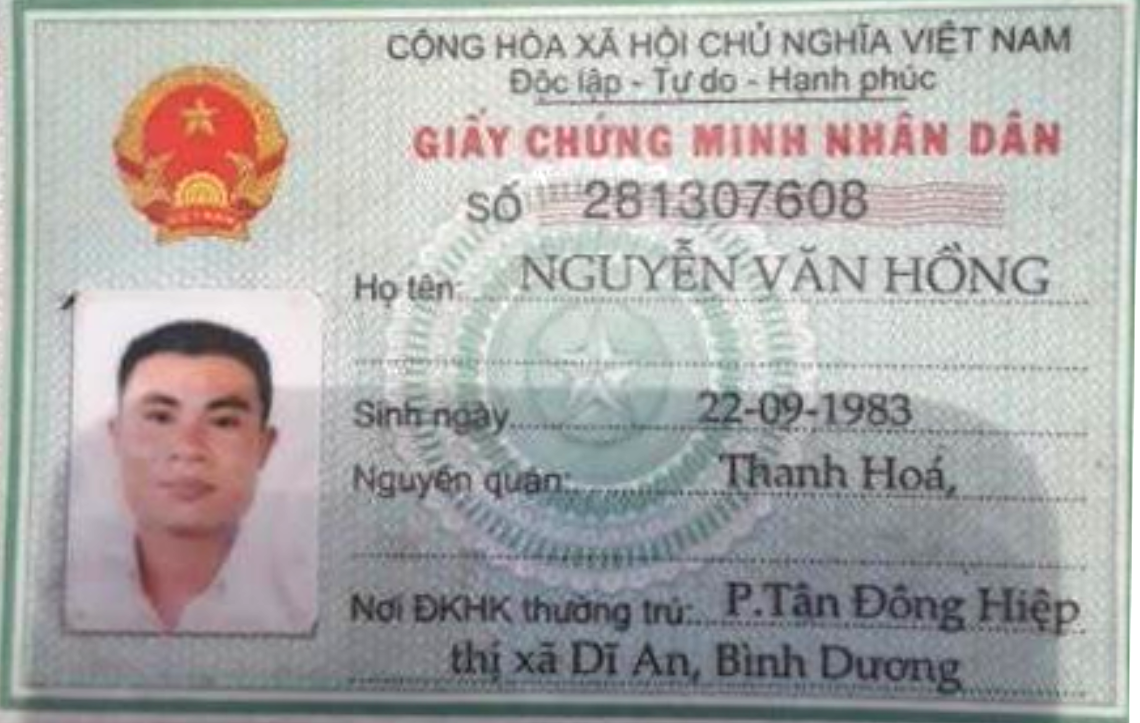 CỘNG HÒA XÃ HỘI CHỦ NGHĨA VIỆT NAM
Độc lập - Tự do - Hạnh phúc
GIẤY CHỨNG MINH NHÂN DÂN
SỐ 281307608
Họ tên: NGUYỄN VĂN HỒNG
Sinh ngày 22-09-1983
Nguyên quán: Thanh Hoá,
Nơi ĐKHK thường trú: P.Tân Đông Hiệp
thị xã Dĩ An, Bình Dương